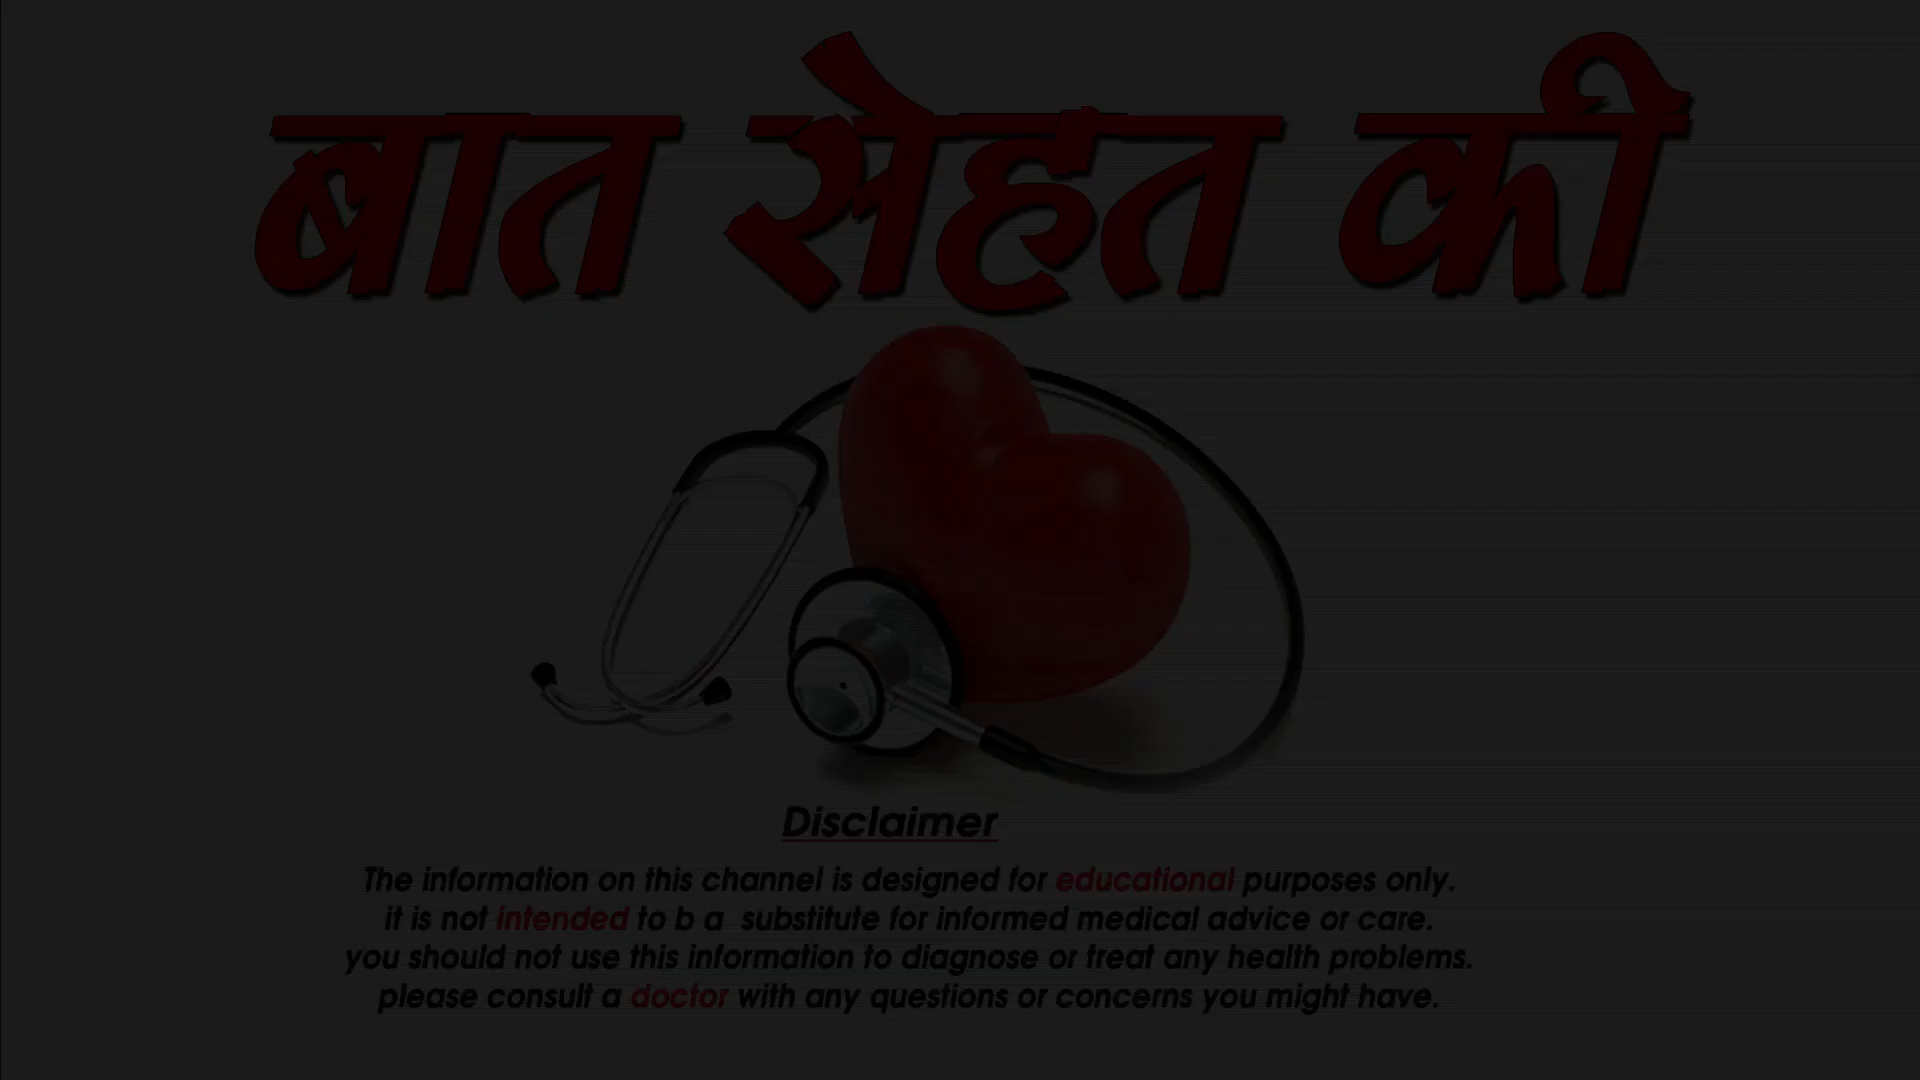 बात सेहत की
Disclaimer
The information on this channel is designed for educational purposes only.
it is not intended to b a substitute for informed medical advice or care.
you should not use this information to diagnose or treat any health problems.
please consult a doctor with any questions or concerns you might have.